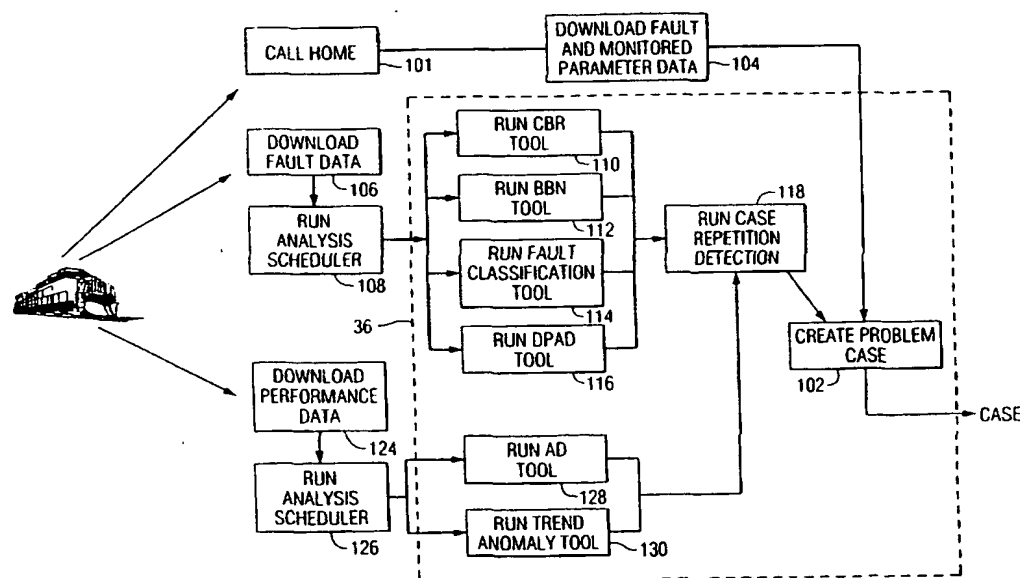 CALL HOME
101
DOWNLOAD FAULT
AND MONITORED
PARAMETER DATA
104
DOWNLOAD
FAULT DATA
106
RUN
ANALYSIS
SCHEDULER
108
RUN CBR
TOOL
110
RUN BBN
TOOL
112
RUN FAULT
CLASSIFICATION
TOOL
114
RUN DPAD
TOOL
116
36
118
RUN CASE
REPETITION
DETECTION
CREATE PROBLEM
CASE
102
CASE
DOWNLOAD
PERFORMANCE
DATA
124
RUN
ANALYSIS
SCHEDULER
126
RUN AD
TOOL
128
RUN TREND
ANOMALY TOOL
130